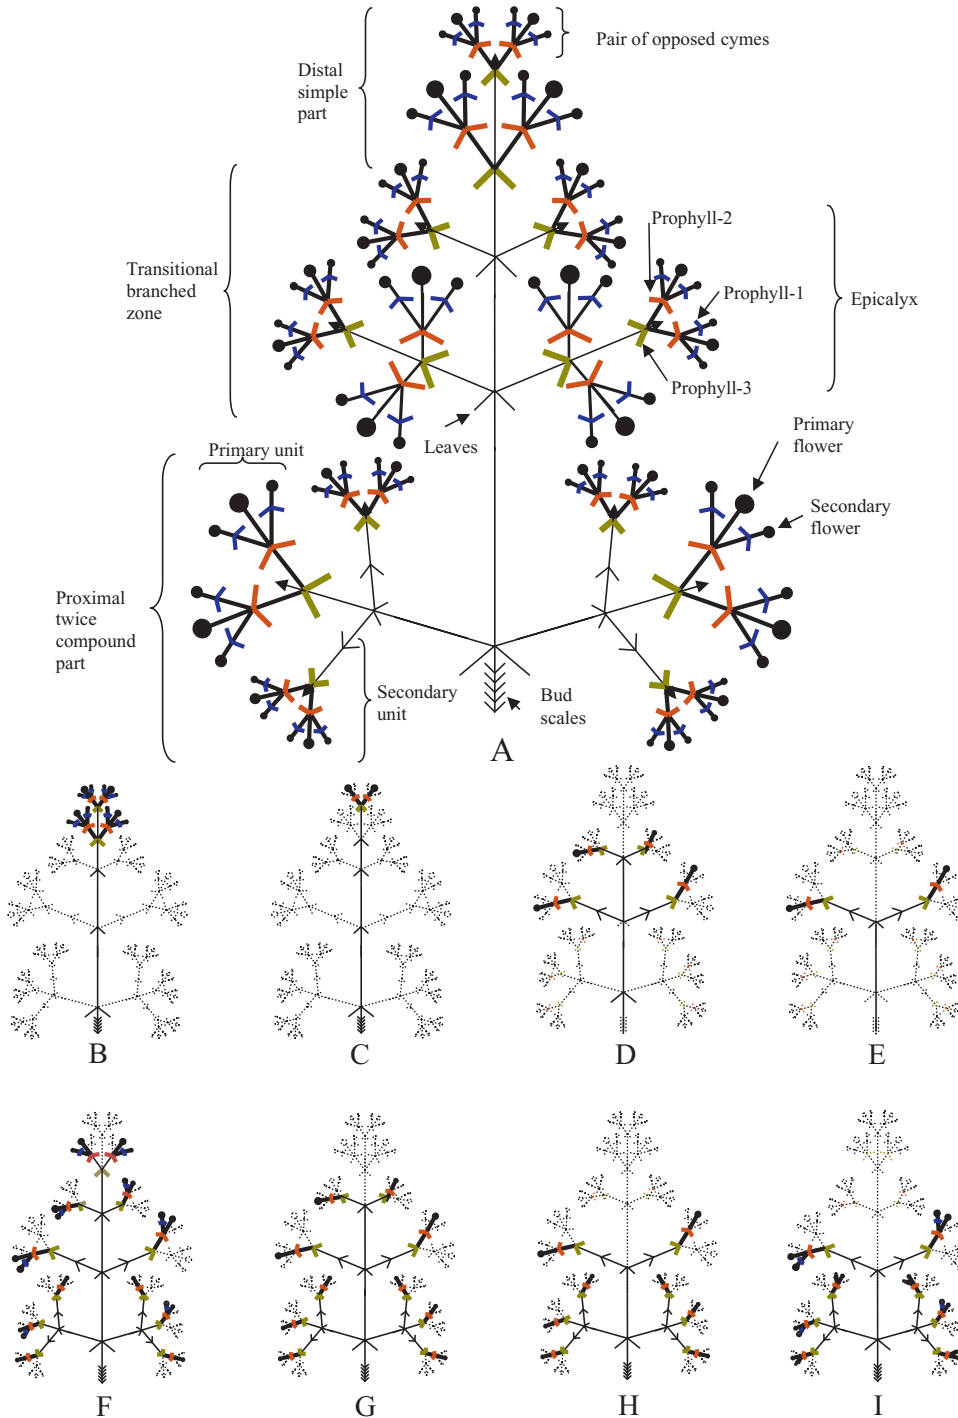 Pair of opposed cymes
Distal
simple
part
Prophyll-2
Transitional
branched
zone
Prophyll-1
Epicalyx
Prophyll-3
Leaves
Primary
flower
Primary unit
Secondary
flower
Proximal
twice
compound
part
Secondary
unit
Bud
scales
A
B
C
D
E
F
G
H
I